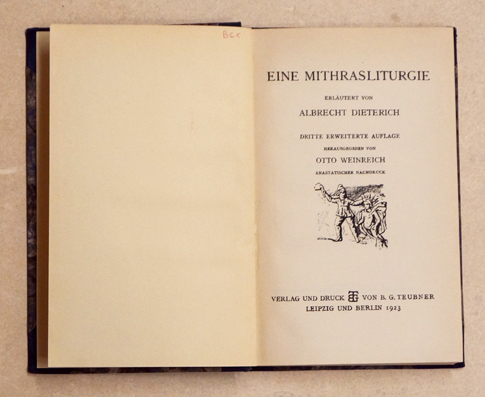 EINE MITHRASLITURGIE
ERLÄUTERT VON
ALBRECHT DIETERICH
DRITTE ERWEITERTE AUFLAGE
HERAUSGEGEBEN VON
OTTO WEINREICH
ANASTATISCHER NACHDRUCK
VERLAG UND DRUCK VON B. G. TEUBNER
LEIPZIG UND BERLIN 1923